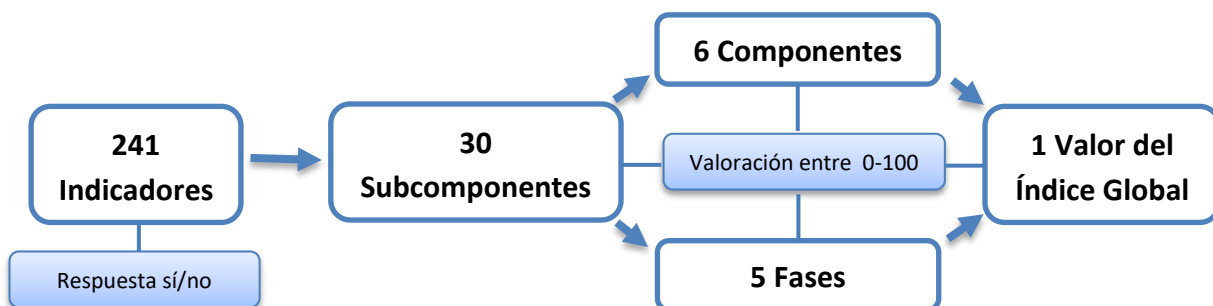 6 Componentes
241
Indicadores
30
Subcomponentes
Valoración entre 0-100
1 Valor del
Índice Global
Respuesta sí/no
5 Fases